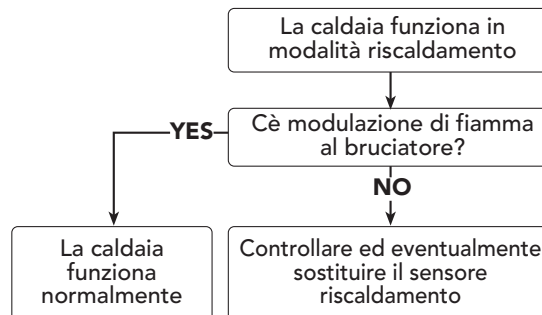 La caldaia funziona in
modalità riscaldamento
Cè modulazione di fiamma
al bruciatore?
YES
NO
La caldaia
funziona
normalmente
Controllare ed eventualmente
sostituire il sensore
riscaldamento